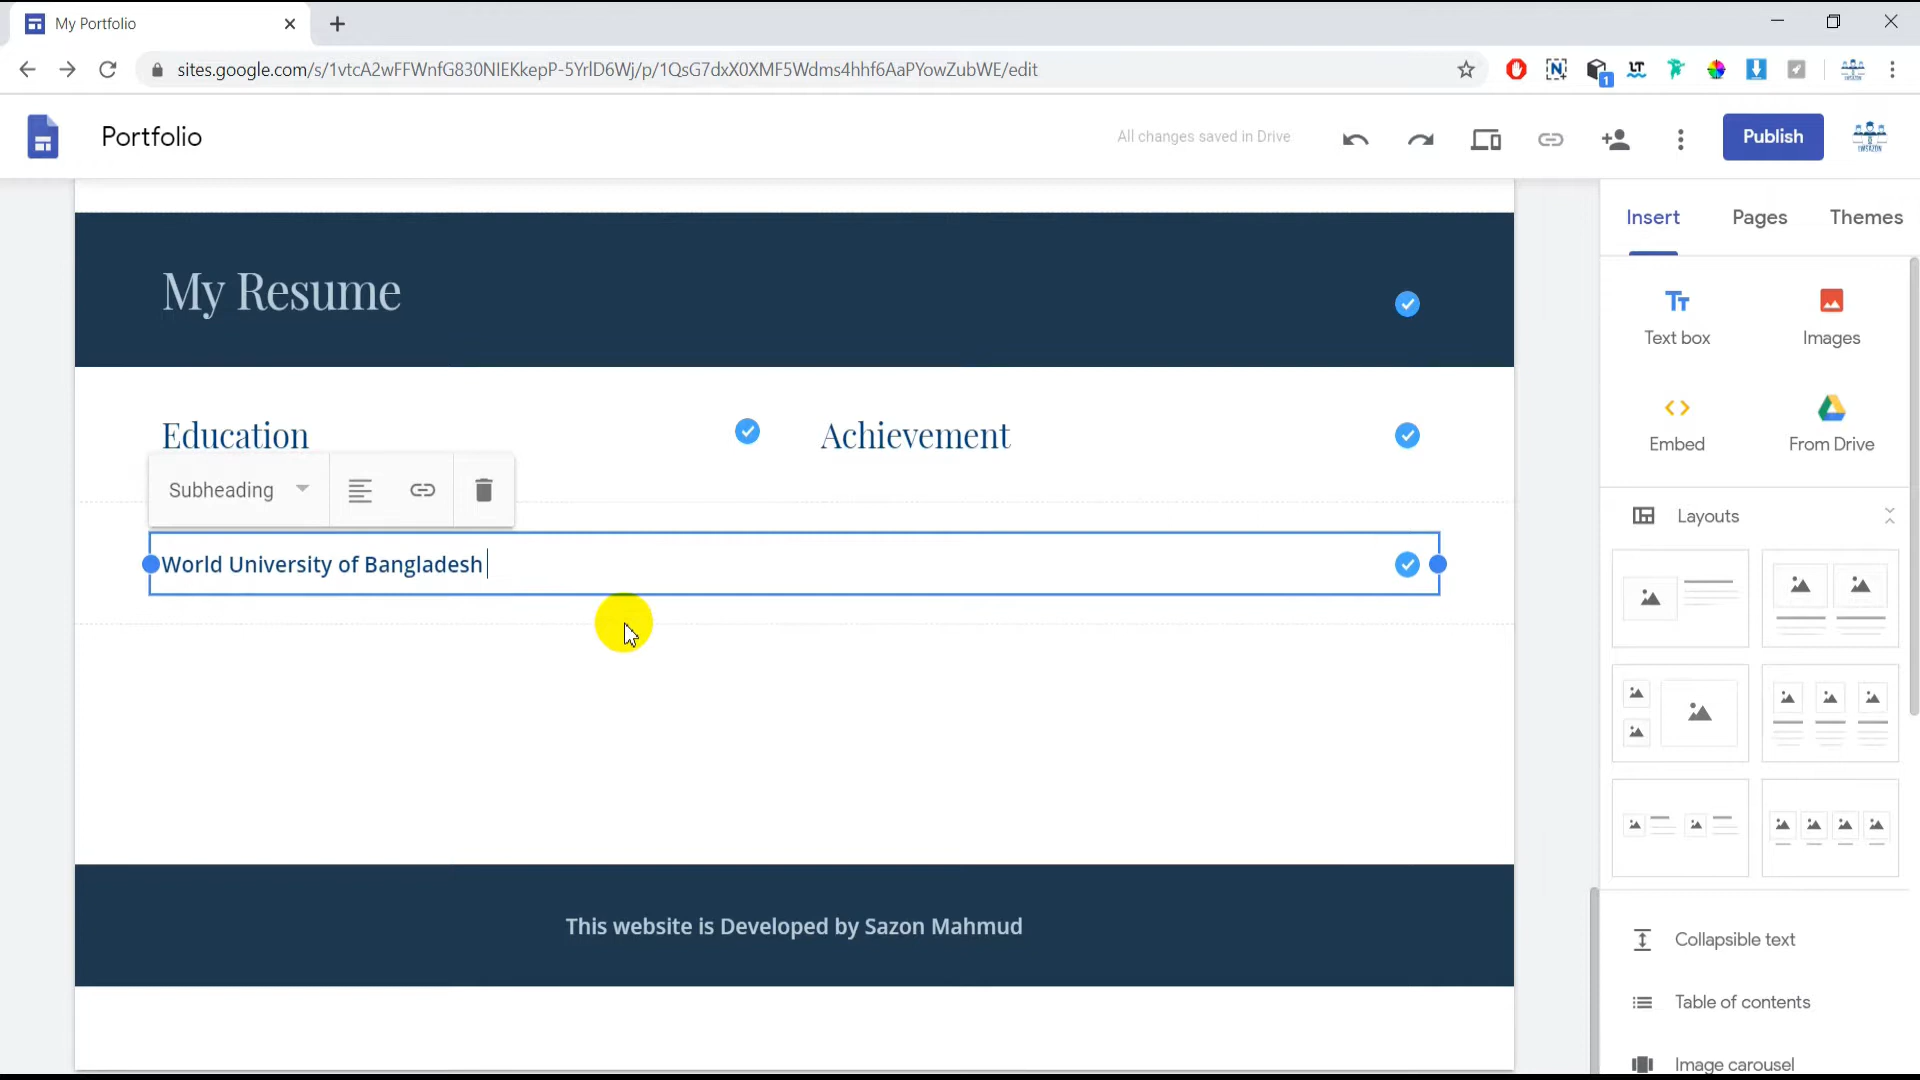 My Portfolio
sites.google.com/s/1vtcA2wFFWnfG830NIEKkepP-5YrlD6Wj/p/1QsG7dxX0XMF5Wdms4hhf6AaPYowZubWE/edit
LT
1
Portfolio
All changes saved in Drive
Publish
My Resume
Education
Achievement
Subheading
World University of Bangladesh
This website is Developed by Sazon Mahmud
Insert
Pages
Themes
Text box
Images
Embed
From Drive
Layouts
Collapsible text
Table of contents
Image carousel